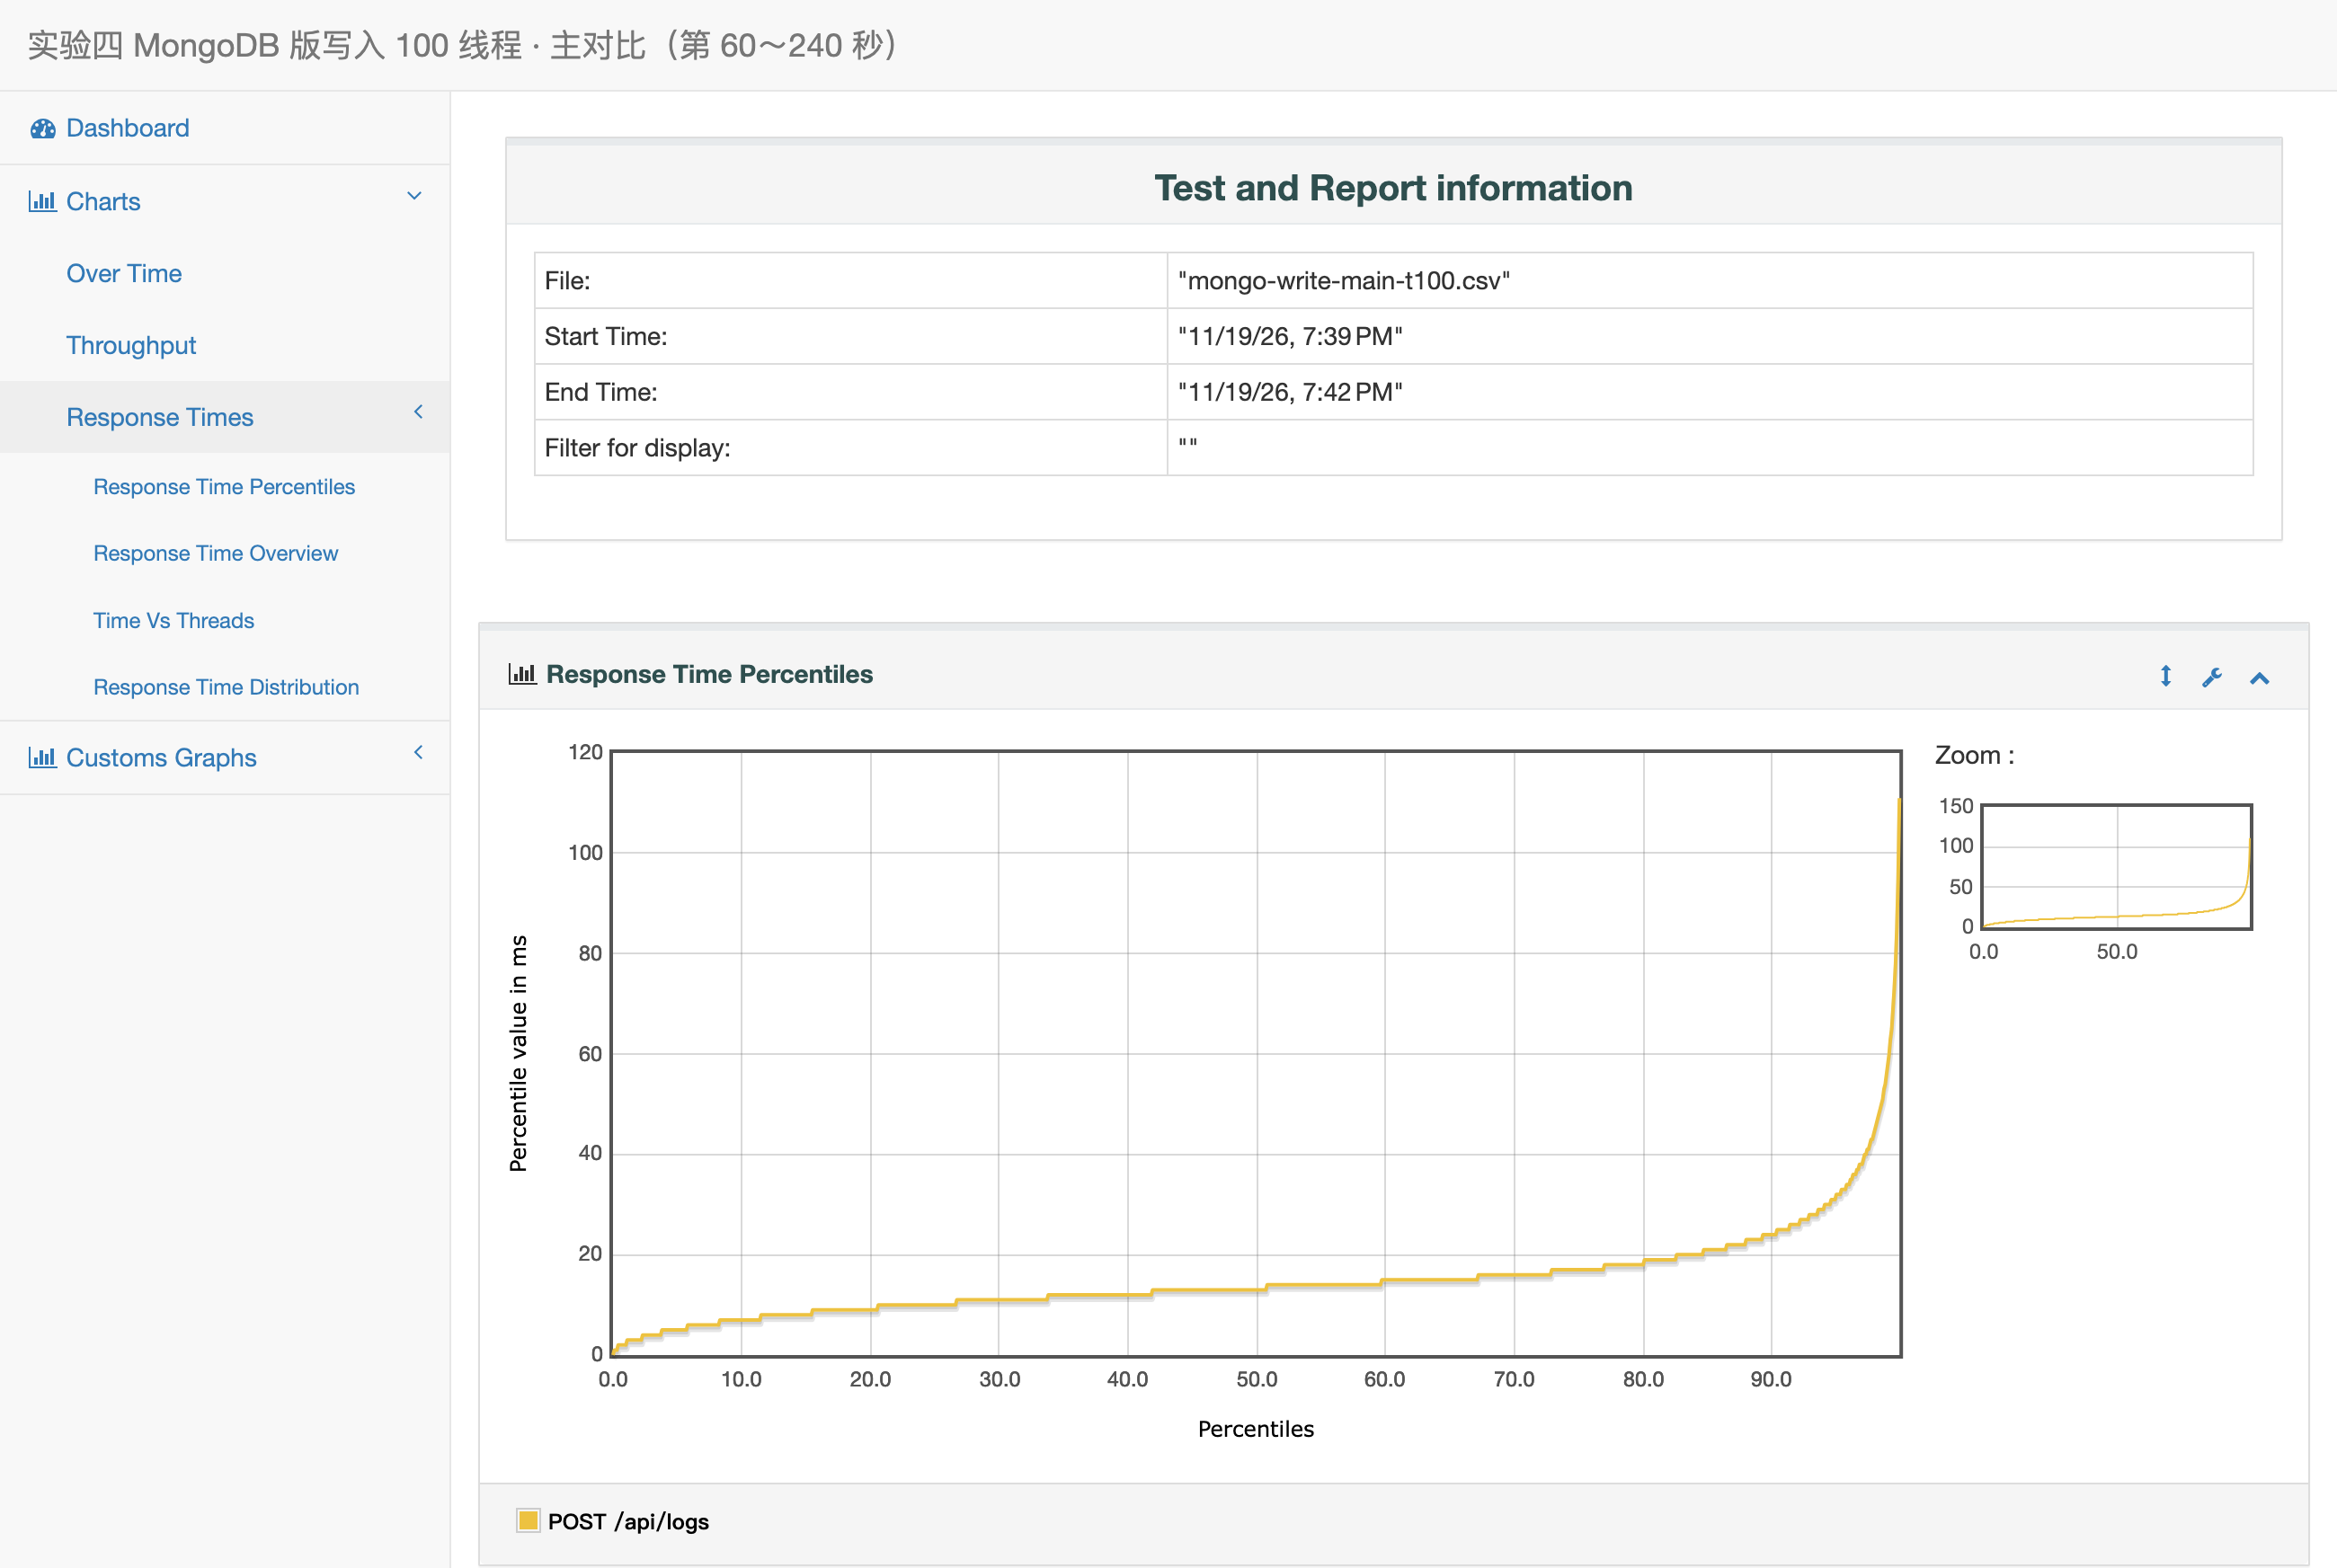 实验四 MongoDB 版写入 100 线程 · 主对比（第 60～240 秒）
Dashboard
Charts
Over Time
Throughput
Response Times
Response Time Percentiles
Response Time Overview
Time Vs Threads
Response Time Distribution
Customs Graphs
Test and Report information
File: "mongo-write-main-t100.csv"
Start Time: "11/19/26, 7:39 PM"
End Time: "11/19/26, 7:42 PM"
Filter for display: ""
Response Time Percentiles
120
100
80
60
40
20
0
Percentile value in ms
0.0 10.0 20.0 30.0 40.0 50.0 60.0 70.0 80.0 90.0
Percentiles
Zoom :
150
100
50
0
0.0 50.0
POST /api/logs